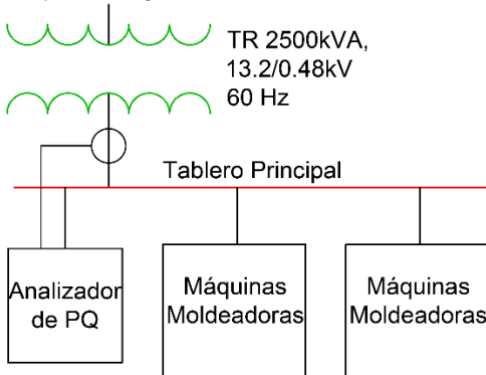 TR 2500kVA,
13.2/0.48kV
60 Hz
Tablero Principal
Analizador
de PQ
Máquinas
Moldeadoras
Máquinas
Moldeadoras